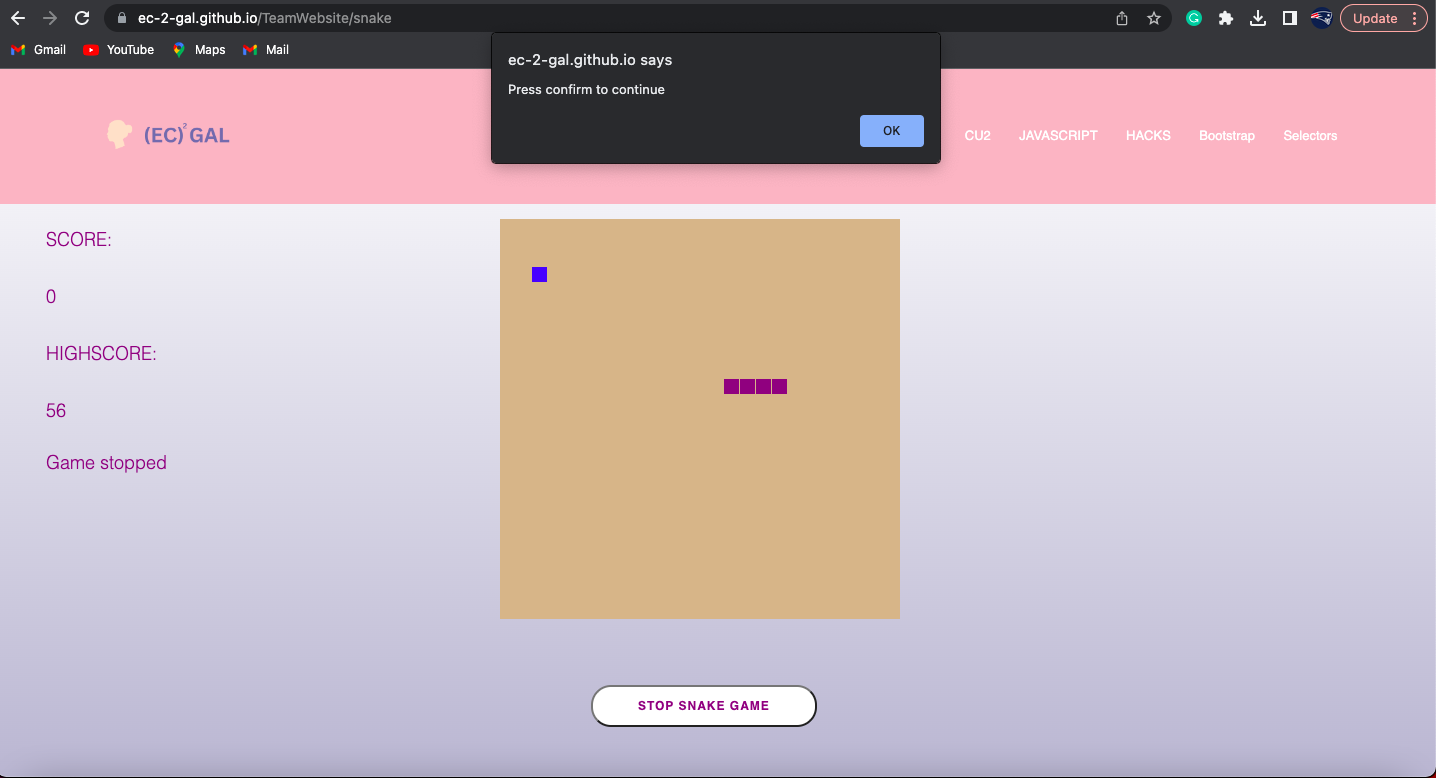 ec-2-gal.github.io/TeamWebsite/snake
Update
Gmail
YouTube
Maps
Mail
ec-2-gal.github.io says
Press confirm to continue
OK
(EC)²GAL
CU2
JAVASCRIPT
HACKS
Bootstrap
Selectors
SCORE:
0
HIGHSCORE:
56
Game stopped
STOP SNAKE GAME